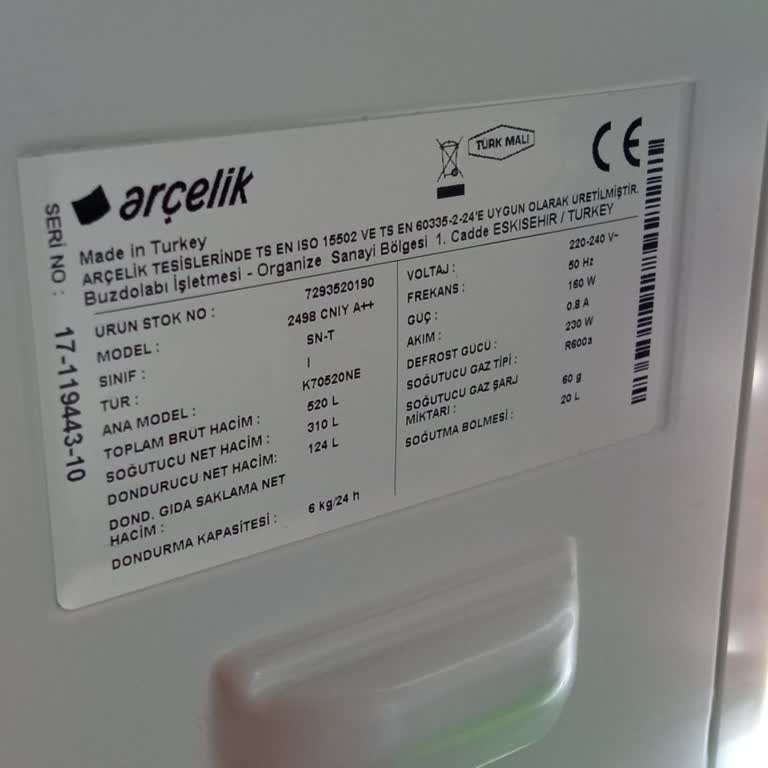 arçelik
TÜRK MALI
CE
Made in Turkey
ARÇELİK TESİSLERİNDE TS EN ISO 15502 VE TS EN 60335-2-24'E UYGUN OLARAK ÜRETİLMİŞTİR.
Buzdolabı İşletmesi - Organize Sanayi Bölgesi 1. Cadde ESKISEHIR / TURKEY
SERİ NO : 17-119443-10
URUN STOK NO : 7293520190
MODEL : 2498 CNIY A++
SINIF : SN-T
TUR : I
ANA MODEL : K70520NE
TOPLAM BRUT HACİM : 520 L
SOĞUTUCU NET HACİM : 310 L
DONDURUCU NET HACİM: 124 L
DOND. GIDA SAKLAMA NET
HACİM :
DONDURMA KAPASİTESİ : 6 kg/24 h
VOLTAJ : 220-240 V~
FREKANS : 50 Hz
GUÇ : 160 W
AKIM : 0.8 A
DEFROST GÜCÜ : 230 W
SOĞUTUCU GAZ TİPİ : R600a
SOĞUTUCU GAZ ŞARJ
MİKTARI : 60 g
SOĞUTMA BÖLMESİ : 20 L